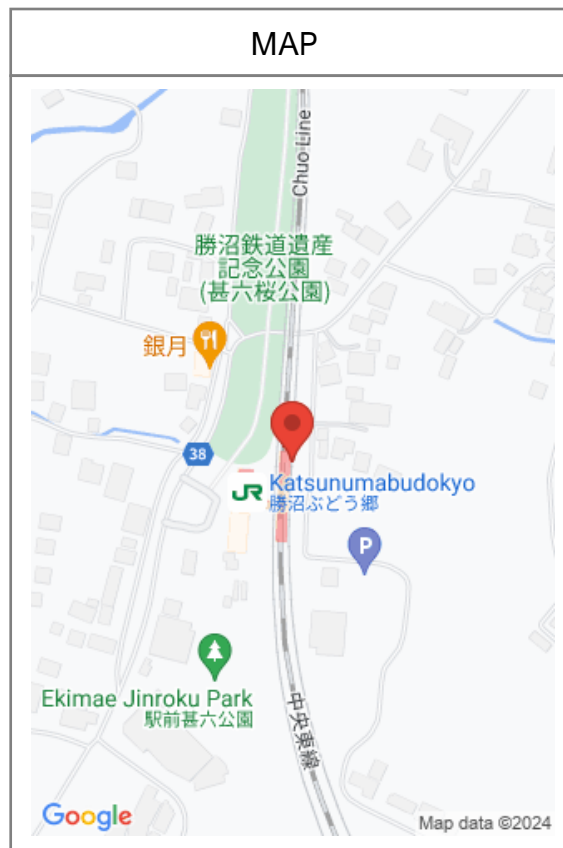 MAP
Chuo Line
勝沼鉄道遺産
記念公園
(甚六桜公園)
銀月
38
JR
Katsunumabudokyo
勝沼ぶどう郷
P
Ekimae Jinroku Park
駅前甚六公園
中央東線
Google
Map data ©2024